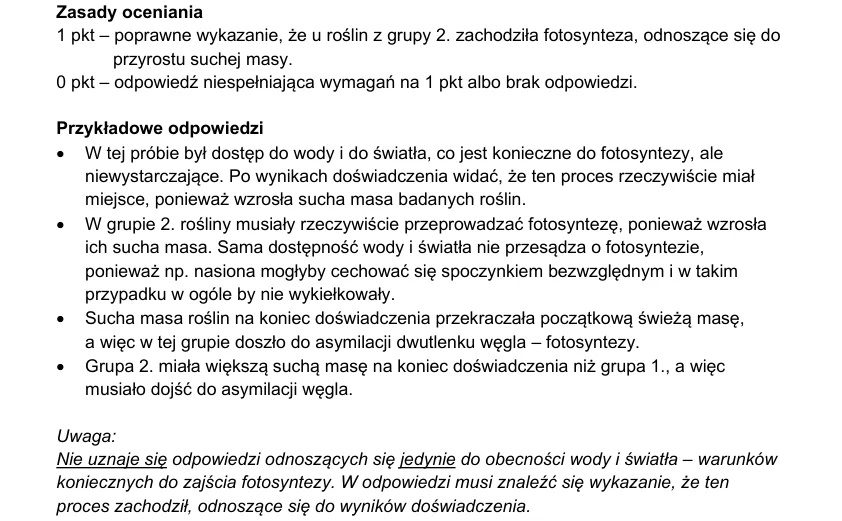 Zasady oceniania
1 pkt – poprawne wykazanie, że u roślin z grupy 2. zachodziła fotosynteza, odnoszące się do
przyrostu suchej masy.
0 pkt – odpowiedź niespełniająca wymagań na 1 pkt albo brak odpowiedzi.
Przykładowe odpowiedzi
• W tej próbie był dostęp do wody i do światła, co jest konieczne do fotosyntezy, ale
niewystarczające. Po wynikach doświadczenia widać, że ten proces rzeczywiście miał
miejsce, ponieważ wzrosła sucha masa badanych roślin.
• W grupie 2. rośliny musiały rzeczywiście przeprowadzać fotosyntezę, ponieważ wzrosła
ich sucha masa. Sama dostępność wody i światła nie przesądza o fotosyntezie,
ponieważ np. nasiona mogłyby cechować się spoczynkiem bezwzględnym i w takim
przypadku w ogóle by nie wykiełkowały.
• Sucha masa roślin na koniec doświadczenia przekraczała początkową świeżą masę,
a więc w tej grupie doszło do asymilacji dwutlenku węgla – fotosyntezy.
• Grupa 2. miała większą suchą masę na koniec doświadczenia niż grupa 1., a więc
musiało dojść do asymilacji węgla.
Uwaga:
Nie uznaje się odpowiedzi odnoszących się jedynie do obecności wody i światła – warunków
koniecznych do zajścia fotosyntezy. W odpowiedzi musi znaleźć się wykazanie, że ten
proces zachodził, odnoszące się do wyników doświadczenia.